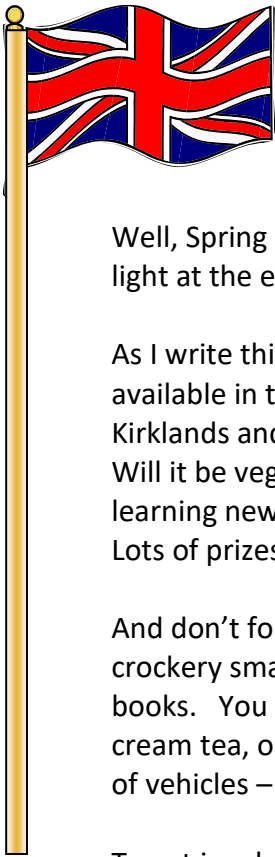 Well, Spring
light at the e
As I write thi
available in t
Kirklands and
Will it be veg
learning new
Lots of prizes
And don't fo
crockery sma
books. You
cream tea, o
of vehicles –